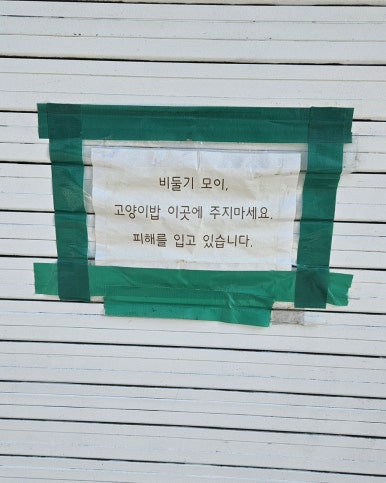 비둘기 모이,
고양이밥 이곳에 주지마세요.
피해를 입고 있습니다.